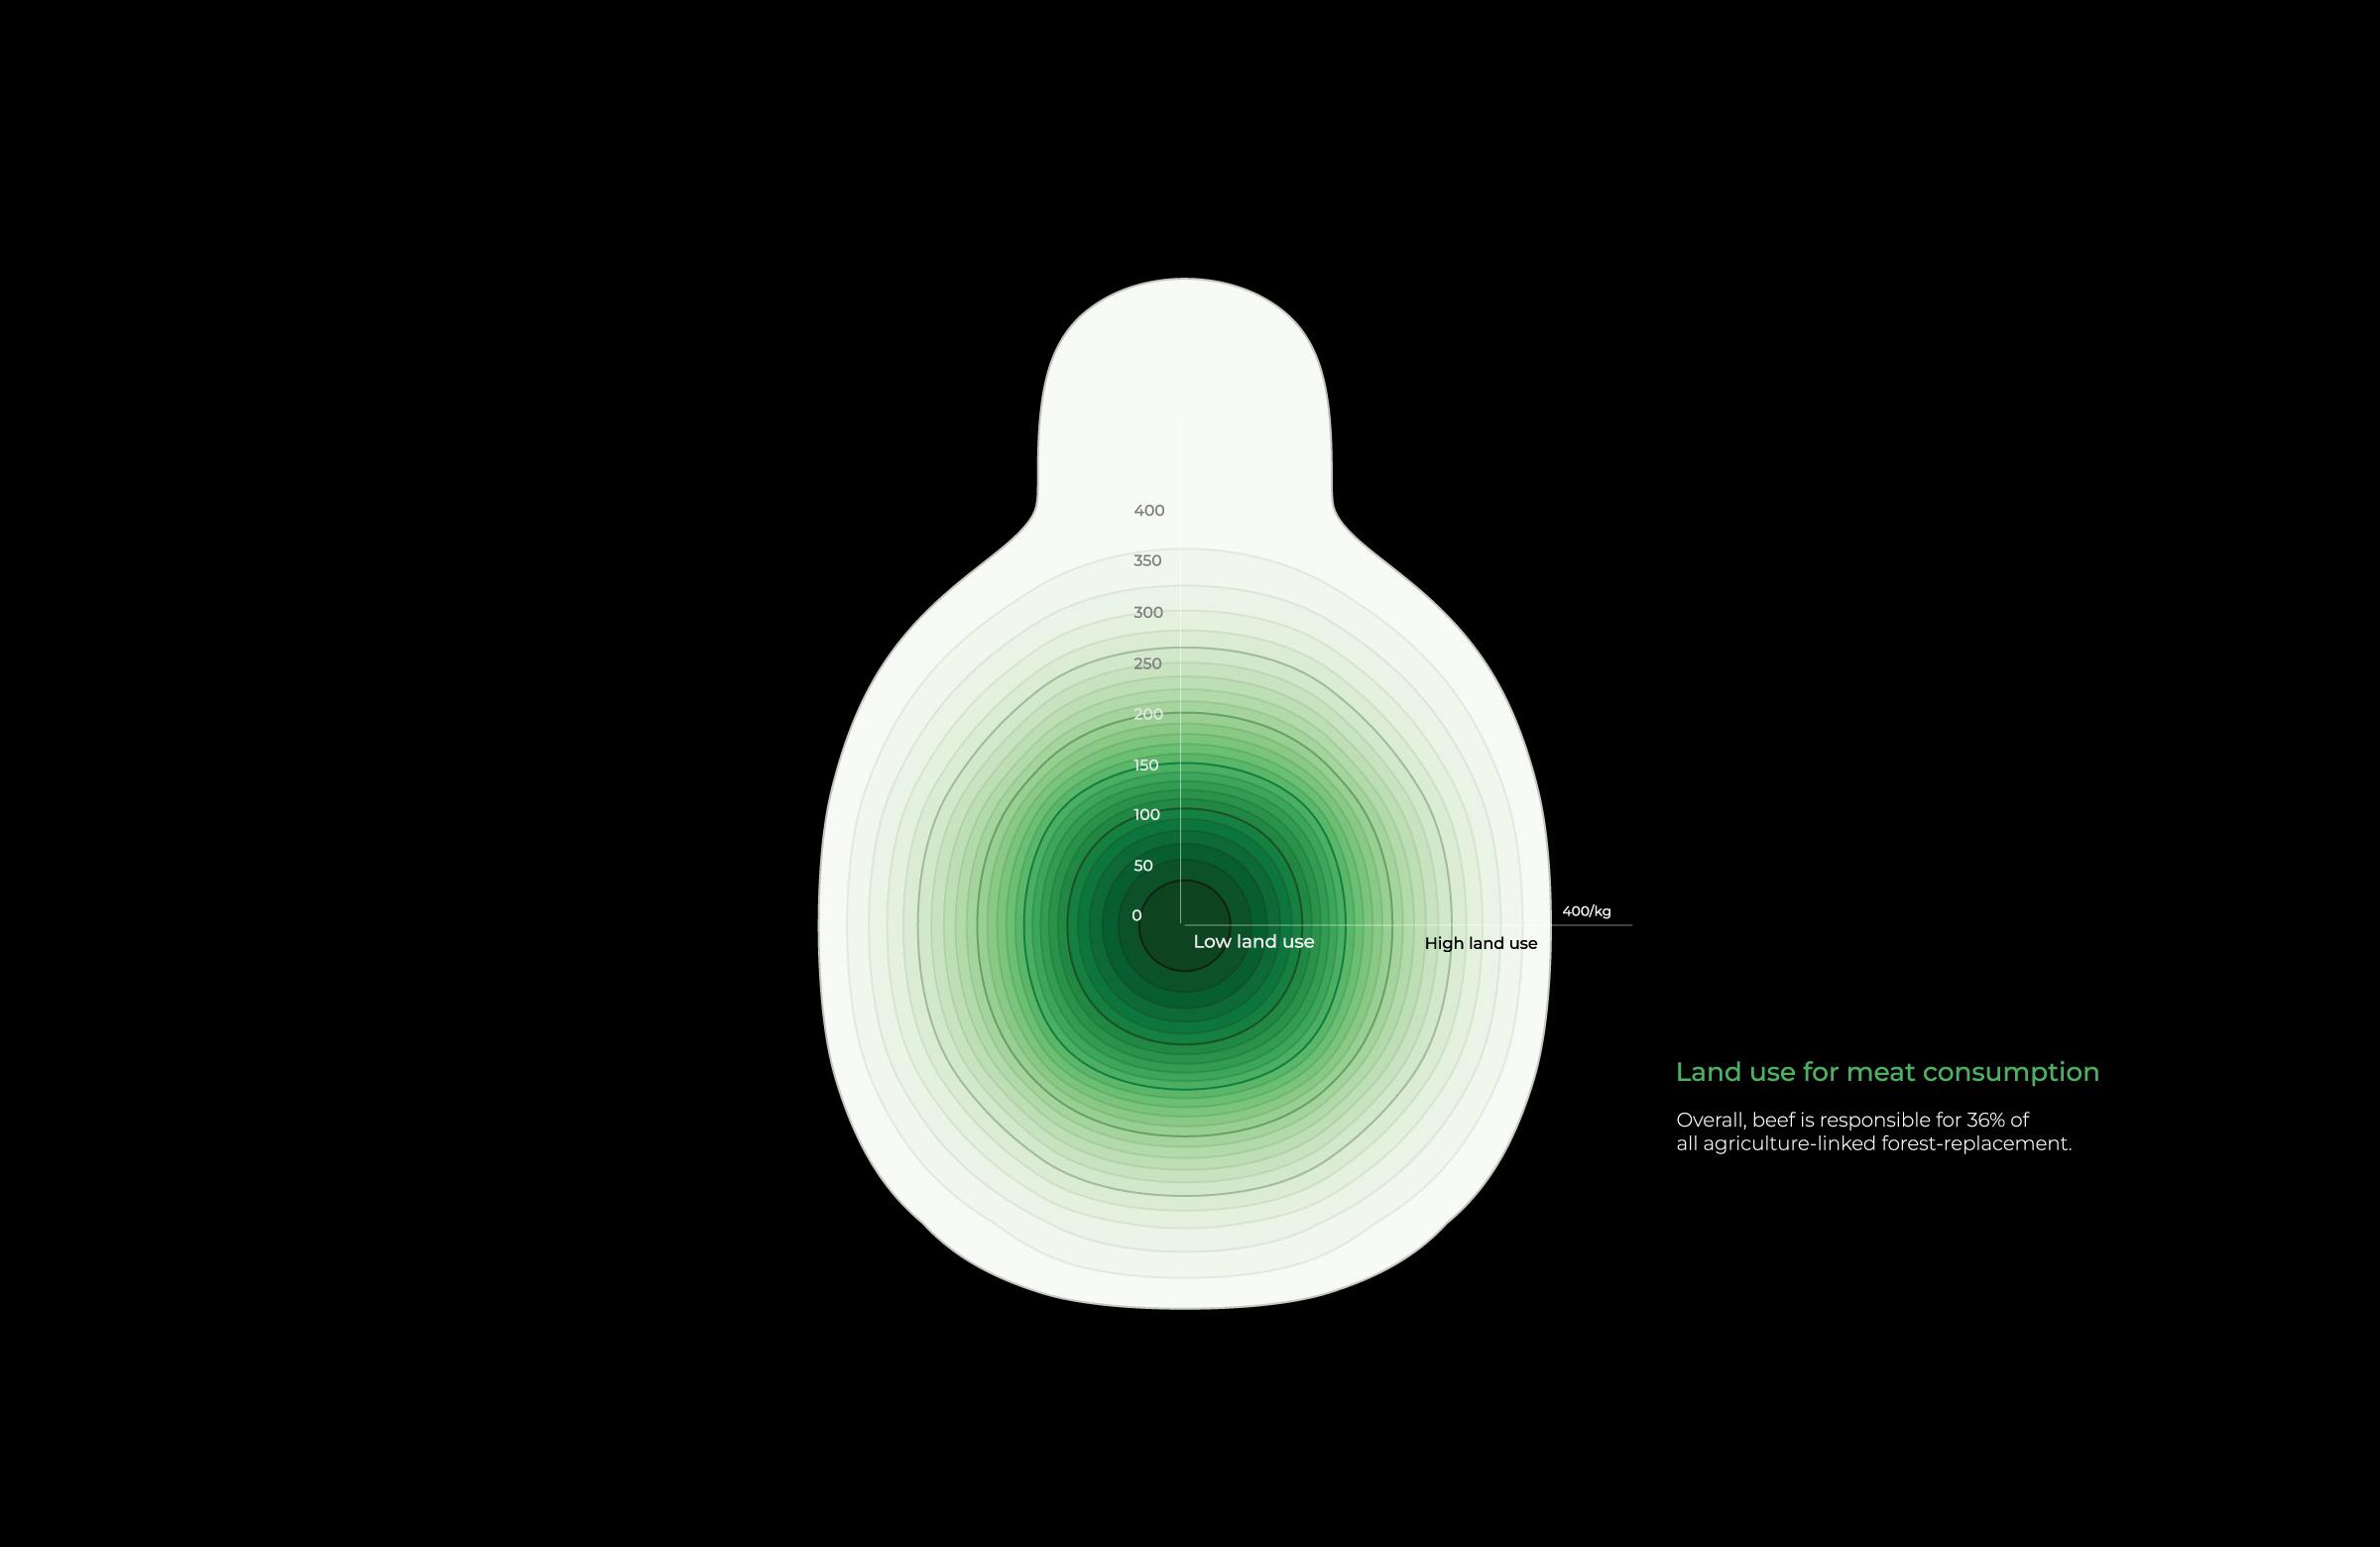 400
350
300
250
200
150
100
50
0
400/kg
Low land use
High land use
Land use for meat consumption
Overall, beef is responsible for 36% of
all agriculture-linked forest-replacement.